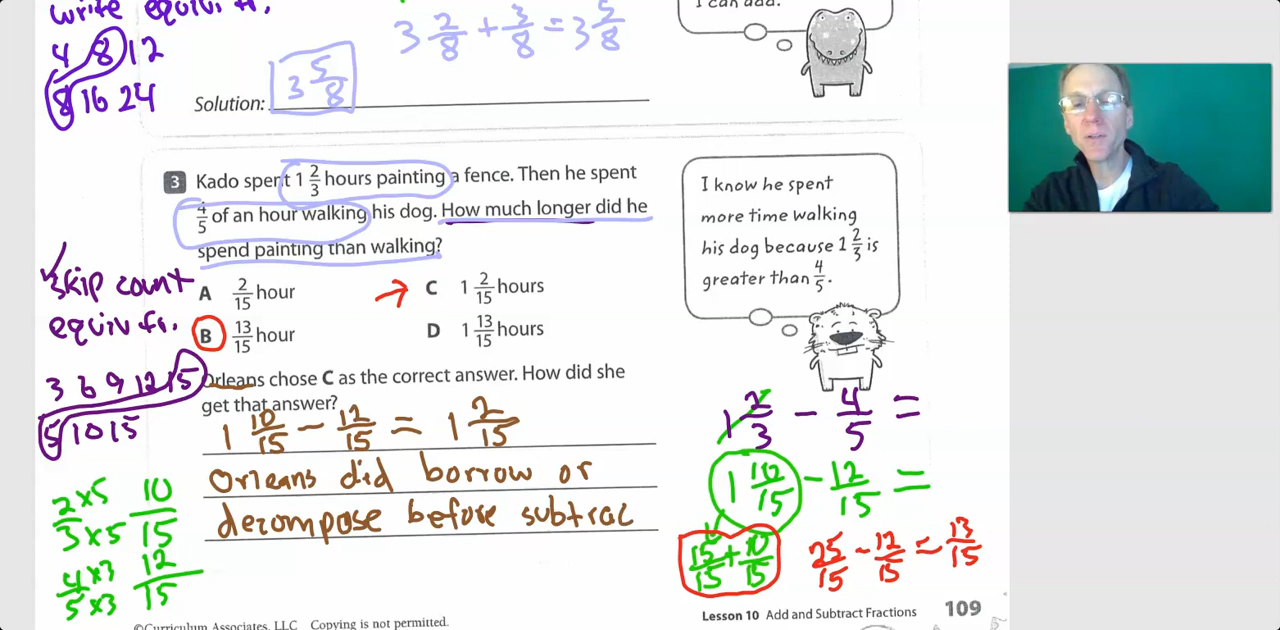 write equiv. fr.
4 8 12
8 16 24
3 2/8 + 3/8 = 3 5/8
3 5/8
Solution:
I can add.
3 Kado spent 1 2/3 hours painting a fence. Then he spent
4/5 of an hour walking his dog. How much longer did he
spend painting than walking?
A 2/15 hour
B 13/15 hour
C 1 2/15 hours
D 1 13/15 hours
Orleans chose C as the correct answer. How did she
get that answer?
1 10/15 - 12/15 = 1 2/15
Orleans did borrow or
decompose before subtrac
Skip count
equiv. fr.
3 6 9 12 15
5 10 15
2/3 ×5 ×5 10/15
4/5 ×3 ×3 12/15
I know he spent
more time walking
his dog because 1 2/3 is
greater than 4/5.
1 2/3 - 4/5 =
1 10/15 - 12/15 =
15/15 + 10/15 25/15 - 12/15 = 13/15
©Curriculum Associates, LLC Copying is not permitted.
Lesson 10 Add and Subtract Fractions 109